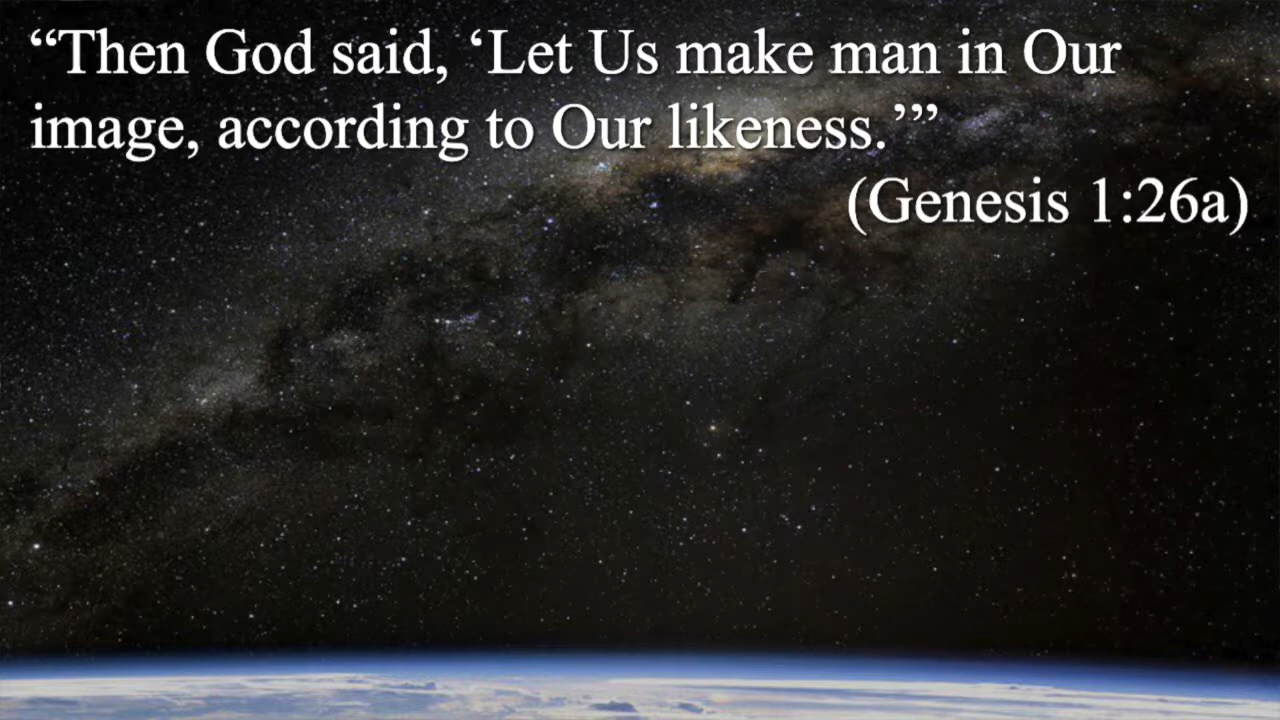 “Then God said, ‘Let Us make man in Our
image, according to Our likeness.’”
(Genesis 1:26a)